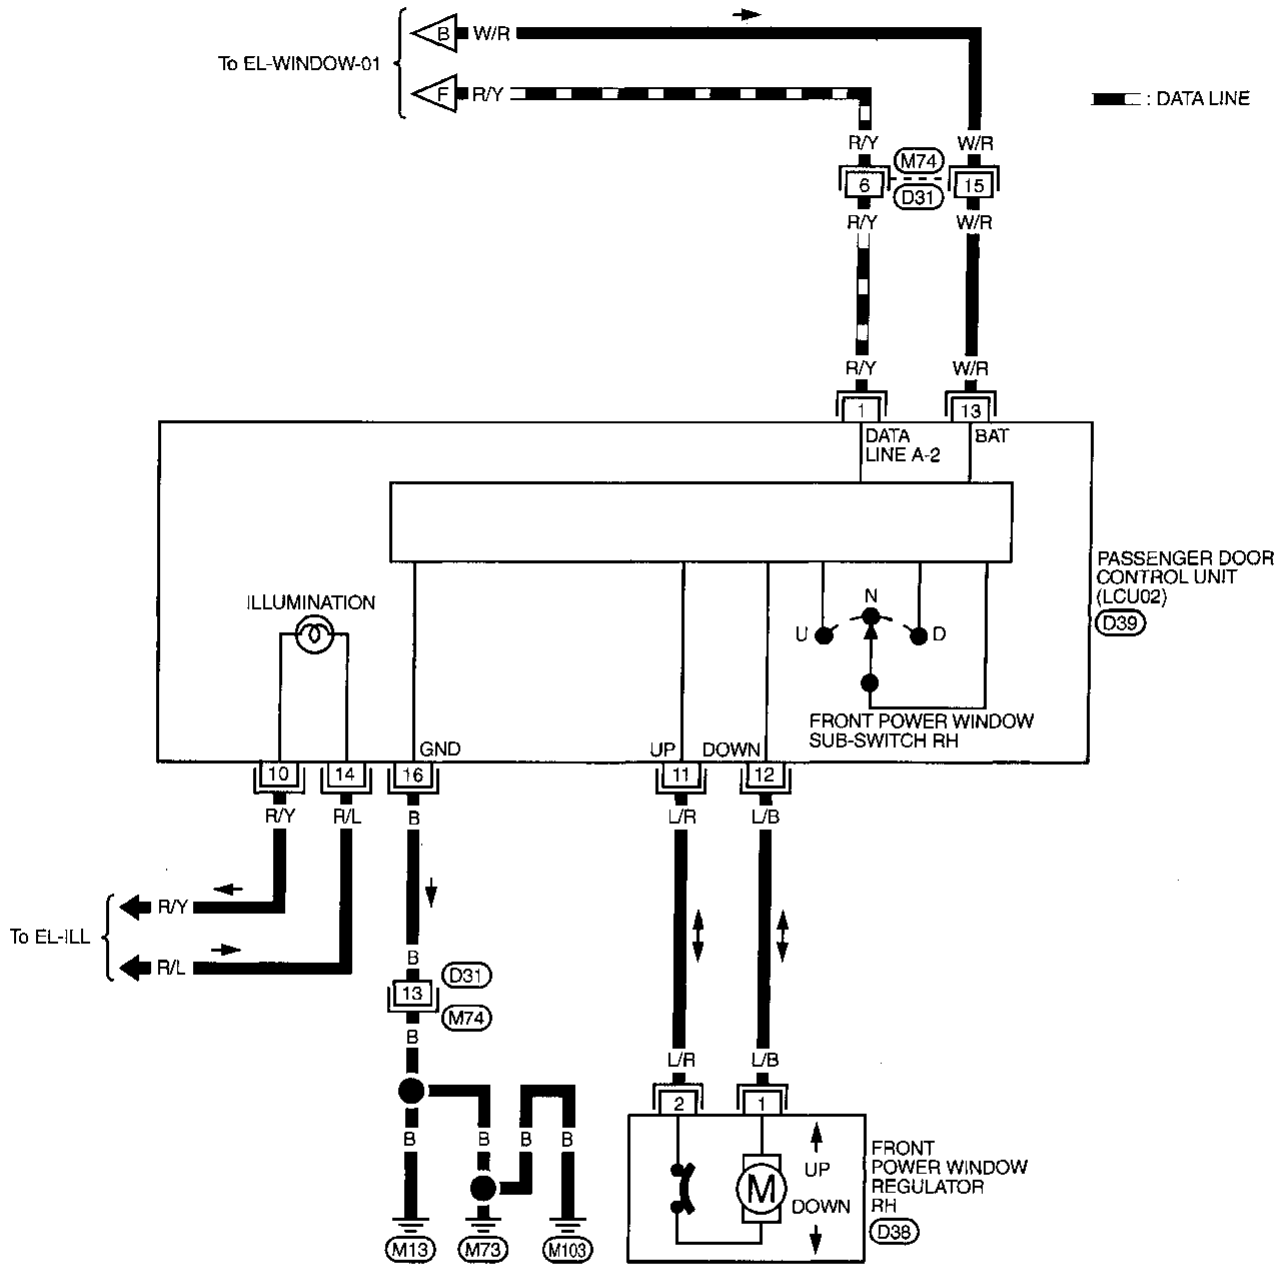 B W/R
To EL-WINDOW-01
F R/Y
: DATA LINE
R/Y W/R
M74
6 15
D31
R/Y W/R
R/Y W/R
1 13
DATA LINE A-2
BAT
PASSENGER DOOR
CONTROL UNIT
(LCU02)
D39
ILLUMINATION
N
U D
FRONT POWER WINDOW
SUB-SWITCH RH
GND UP DOWN
10 14 16 11 12
R/Y R/L B L/R L/B
R/Y
To EL-ILL
R/L
B
D31
13
M74
B
L/R L/B
2 1
B B B B
UP
M
DOWN
FRONT
POWER WINDOW
REGULATOR
RH
D38
M13 M73 M103